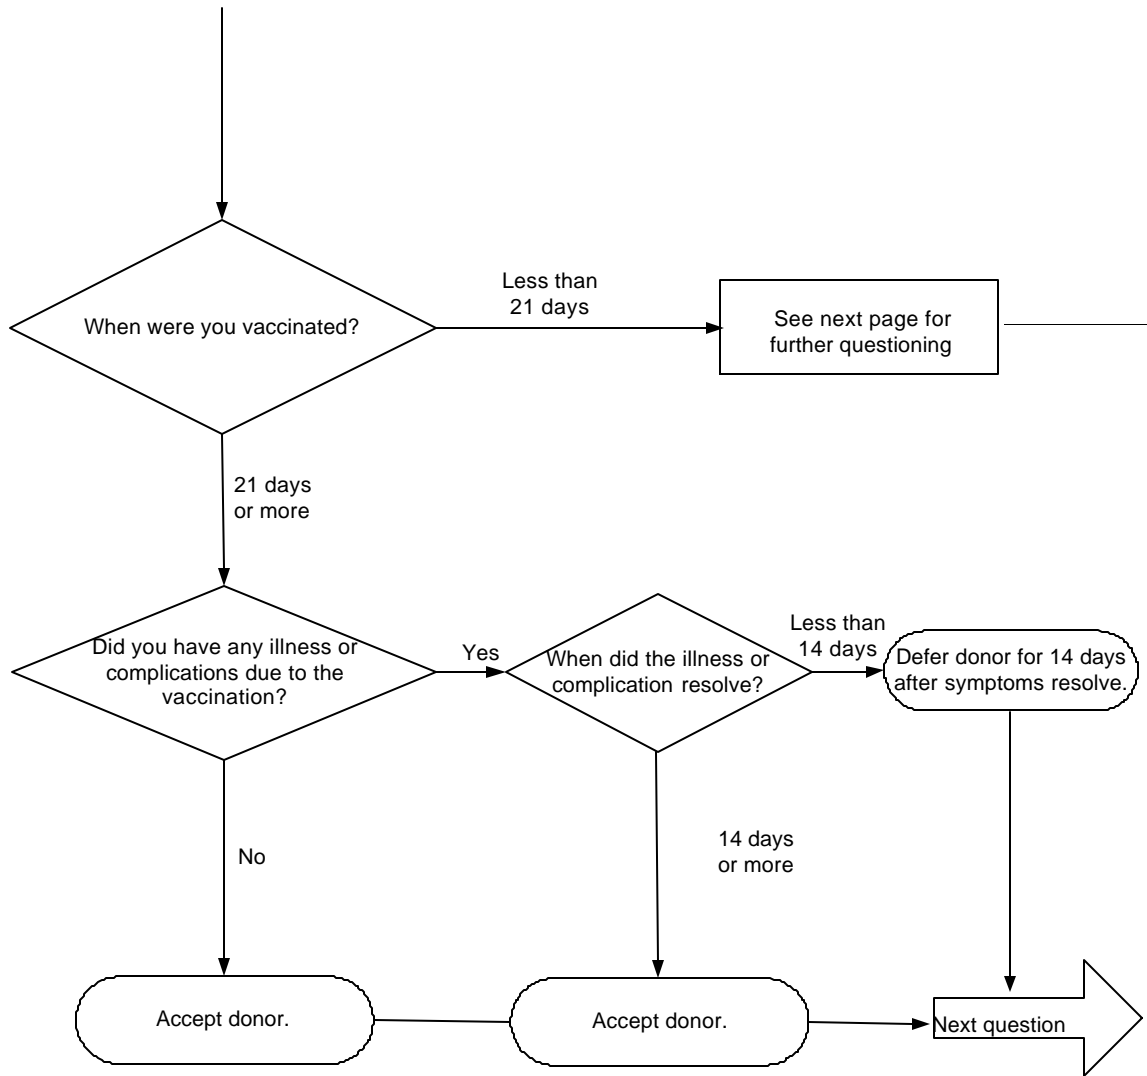 Less than
21 days
When were you vaccinated?
See next page for
further questioning
21 days
or more
Did you have any illness or
complications due to the
vaccination?
Yes
When did the illness or
complication resolve?
Less than
14 days
Defer donor for 14 days
after symptoms resolve.
No
14 days
or more
Accept donor.
Accept donor.
Next question